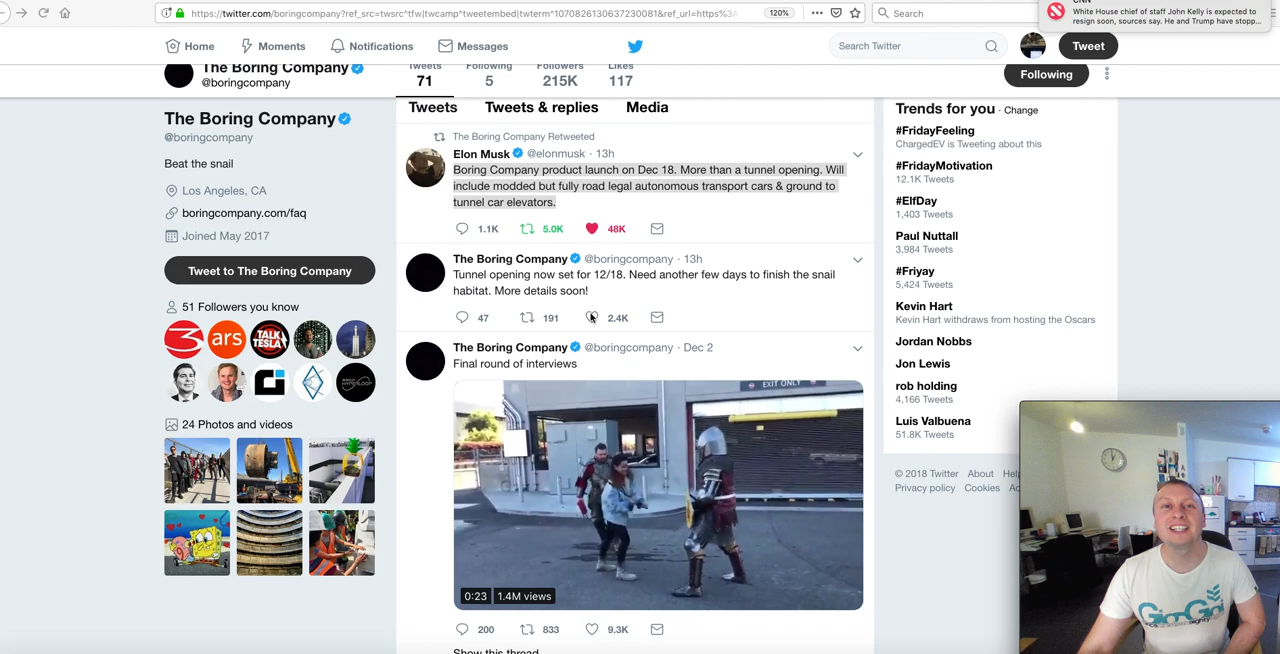 https://twitter.com/boringcompany?ref_src=twsrc^tfw|twcamp^tweetembed|twterm^1070826130637230081&ref_url=https%3A
120%
Search
CNN
White House chief of staff John Kelly is expected to
resign soon, sources say. He and Trump have stopp...
Home
Moments
Notifications
Messages
Search Twitter
Tweet
The Boring Company
@boringcompany
Tweets
71
Following
5
Followers
215K
Likes
117
Following
The Boring Company
@boringcompany
Beat the snail
Los Angeles, CA
boringcompany.com/faq
Joined May 2017
Tweet to The Boring Company
51 Followers you know
ars
TALK
TESLA
24 Photos and videos
Tweets
Tweets & replies
Media
The Boring Company Retweeted
Elon Musk @elonmusk · 13h
Boring Company product launch on Dec 18. More than a tunnel opening. Will
include modded but fully road legal autonomous transport cars & ground to
tunnel car elevators.
1.1K
5.0K
48K
The Boring Company @boringcompany · 13h
Tunnel opening now set for 12/18. Need another few days to finish the snail
habitat. More details soon!
47
191
2.4K
The Boring Company @boringcompany · Dec 2
Final round of interviews
EXIT ONLY
0:23
1.4M views
200
833
9.3K
Show this thread
Trends for you · Change
#FridayFeeling
ChargedEV is Tweeting about this
#FridayMotivation
12.1K Tweets
#ElfDay
1,403 Tweets
Paul Nuttall
3,984 Tweets
#Friyay
5,424 Tweets
Kevin Hart
Kevin Hart withdraws from hosting the Oscars
Jordan Nobbs
Jon Lewis
rob holding
4,166 Tweets
Luis Valbuena
51.8K Tweets
© 2018 Twitter About Help
Privacy policy Cookies